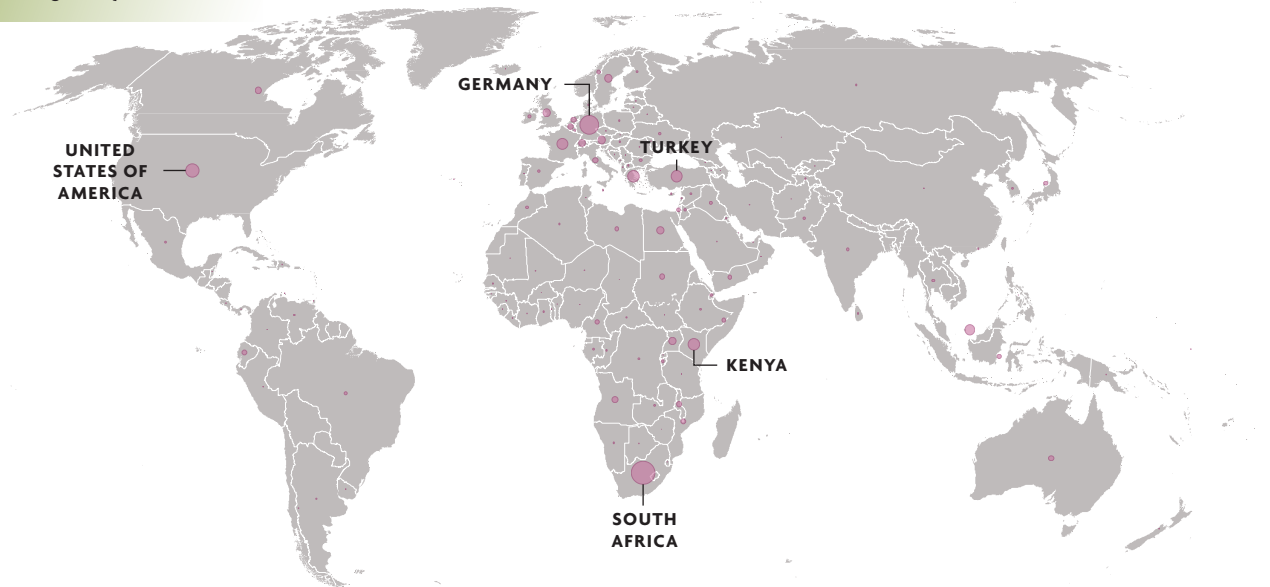 GERMANY
UNITED
STATES OF
AMERICA
TURKEY
KENYA
SOUTH
AFRICA